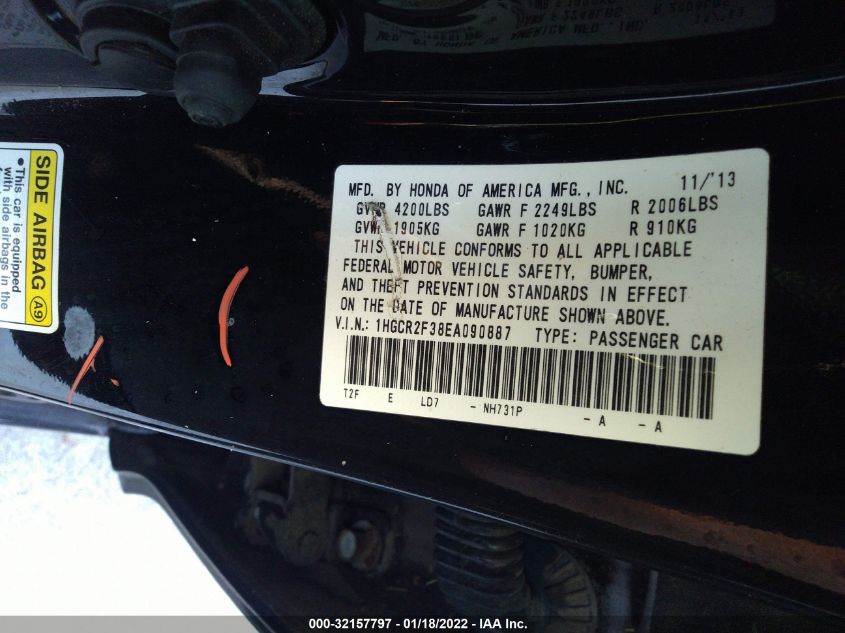 SIDE AIRBAG A9
•This car is equipped
with side airbags in the
MFD. BY HONDA OF AMERICA MFG., INC. 11/'13
GVWR 4200LBS GAWR F 2249LBS R 2006LBS
GVWR 1905KG GAWR F 1020KG R 910KG
THIS VEHICLE CONFORMS TO ALL APPLICABLE
FEDERAL MOTOR VEHICLE SAFETY, BUMPER,
AND THEFT PREVENTION STANDARDS IN EFFECT
ON THE DATE OF MANUFACTURE SHOWN ABOVE.
V.I.N.: 1HGCR2F38EA090887 TYPE: PASSENGER CAR
T2F E LD7 - NH731P - A - A
000-32157797 - 01/18/2022 - IAA Inc.